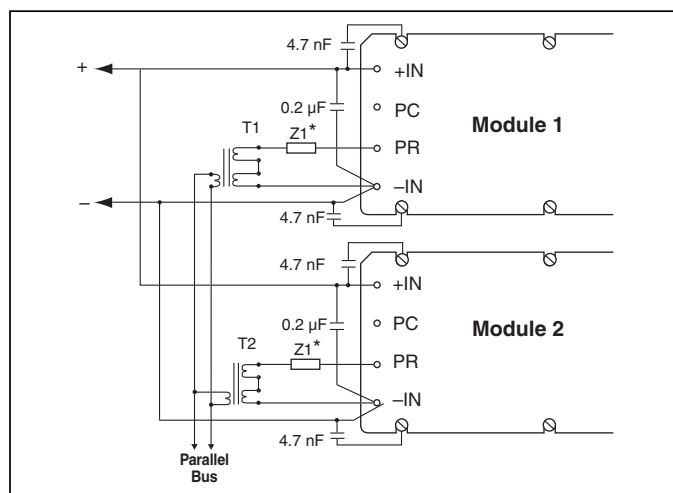 4.7 nF
+
+IN
0.2 µF
PC
Module 1
T1
Z1*
PR
–
–IN
4.7 nF
4.7 nF
+IN
0.2 µF
PC
Module 2
T2
Z1*
PR
–IN
4.7 nF
Parallel
Bus